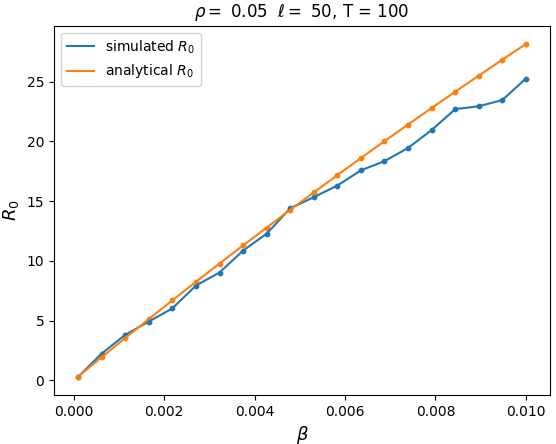 ρ = 0.05 ℓ = 50, T = 100
simulated R₀
analytical R₀
R₀
25
20
15
10
5
0
0.000 0.002 0.004 0.006 0.008 0.010
β